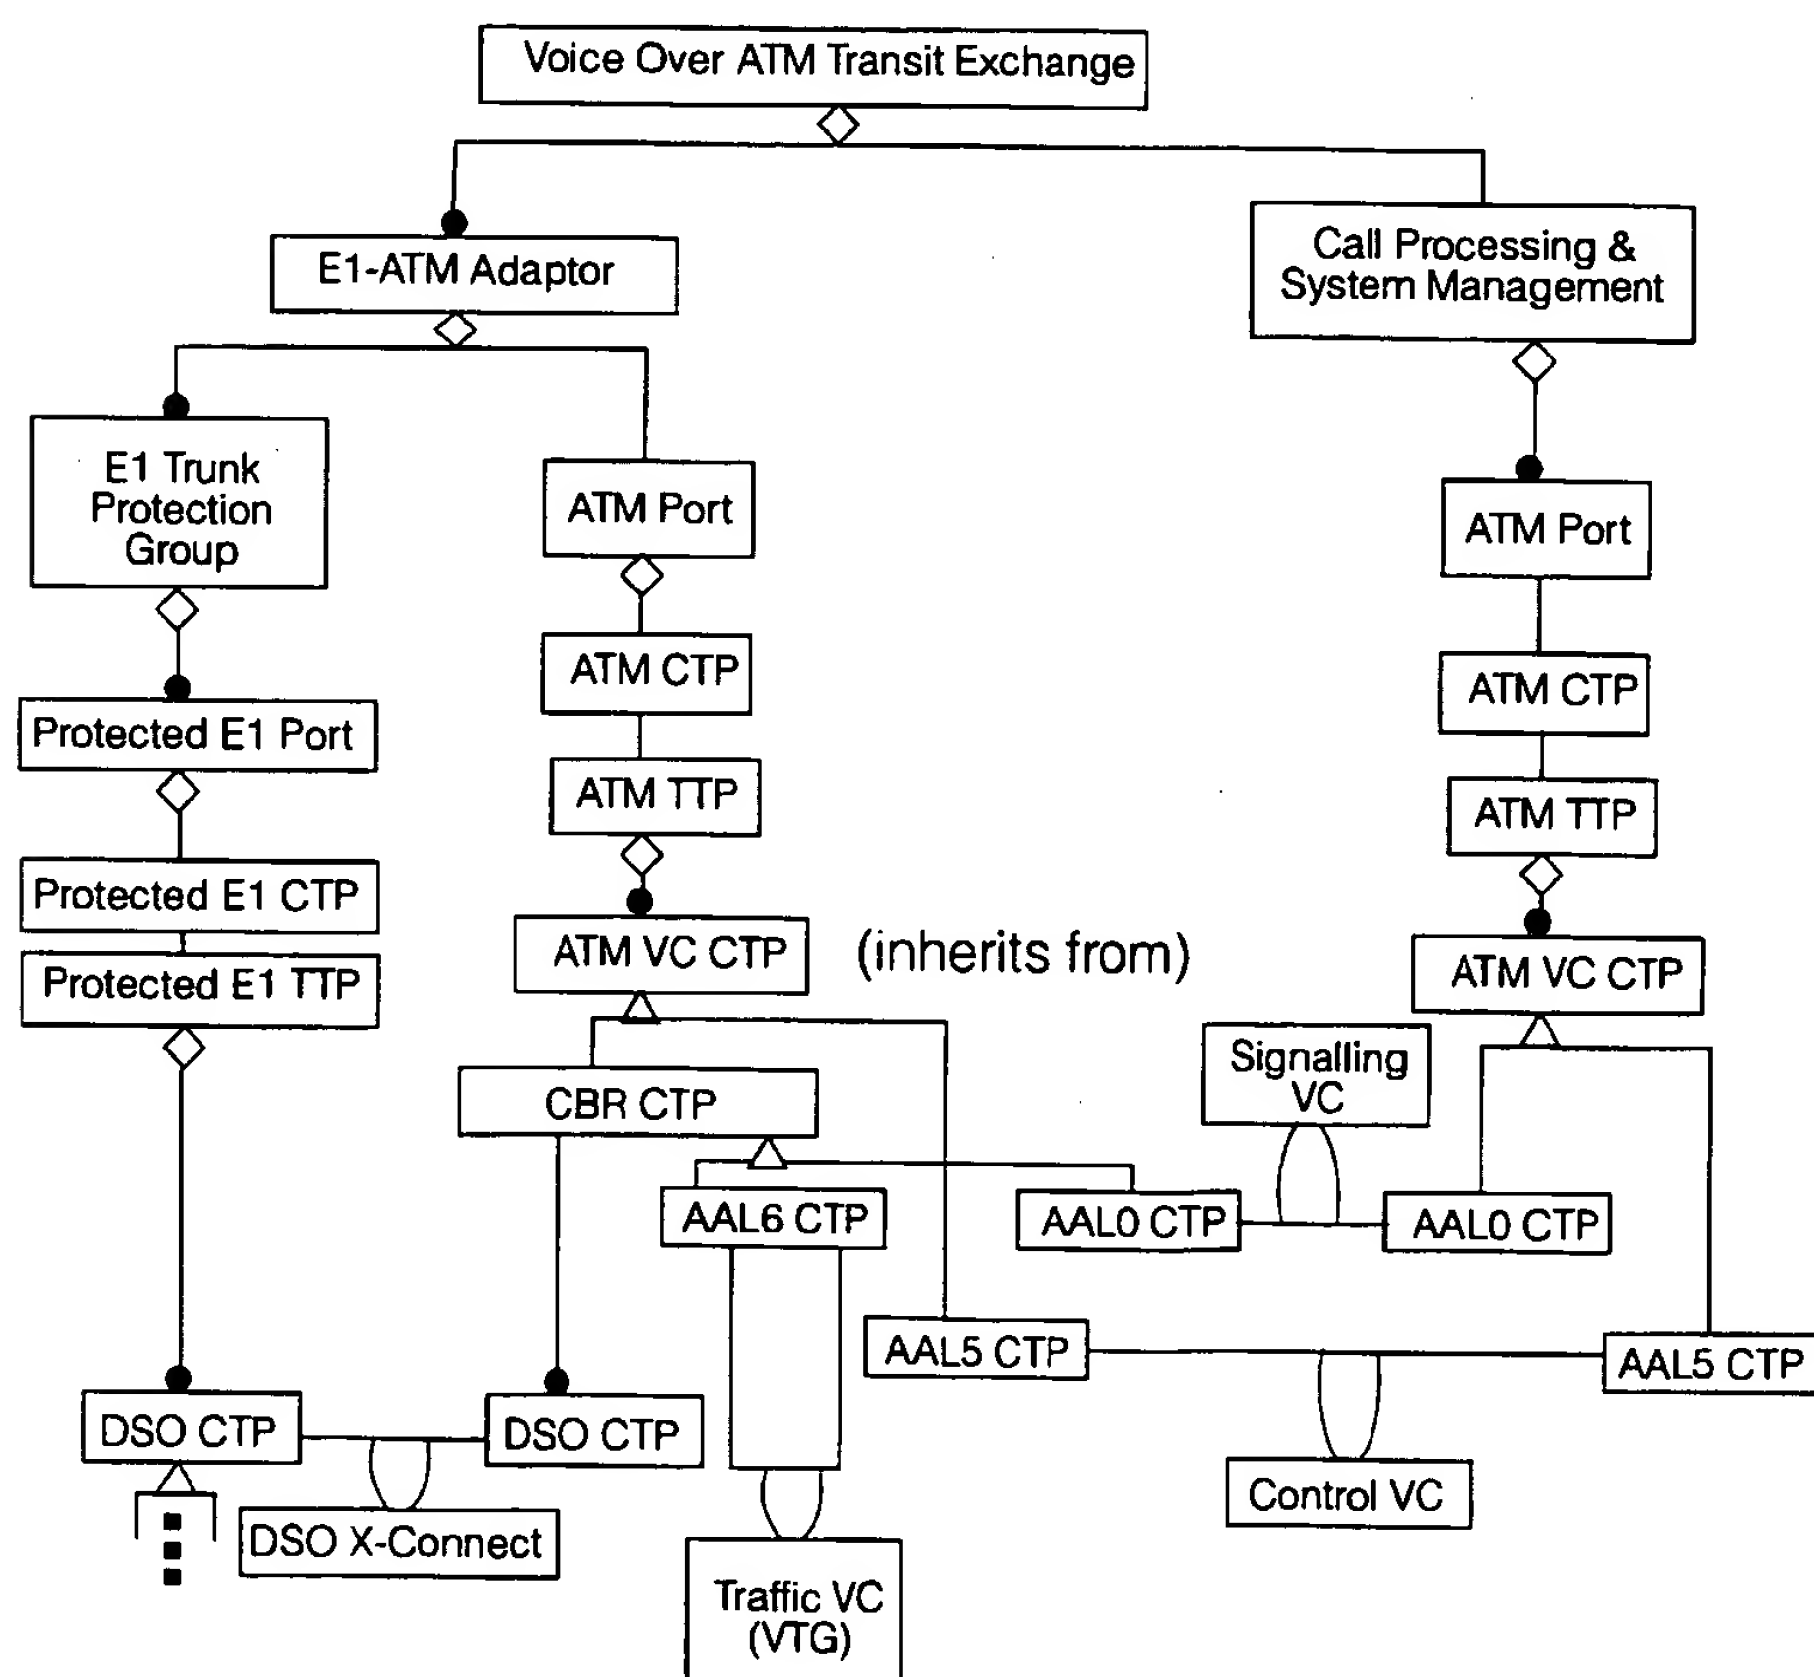 Voice Over ATM Transit Exchange
E1-ATM Adaptor
Call Processing &
System Management
E1 Trunk
Protection
Group
ATM Port
ATM Port
ATM CTP
ATM CTP
Protected E1 Port
ATM TTP
ATM TTP
Protected E1 CTP
ATM VC CTP
(inherits from)
ATM VC CTP
Protected E1 TTP
Signalling
VC
CBR CTP
AAL6 CTP
AAL0 CTP
AAL0 CTP
AAL5 CTP
AAL5 CTP
DSO CTP
DSO CTP
Control VC
DSO X-Connect
Traffic VC
(VTG)